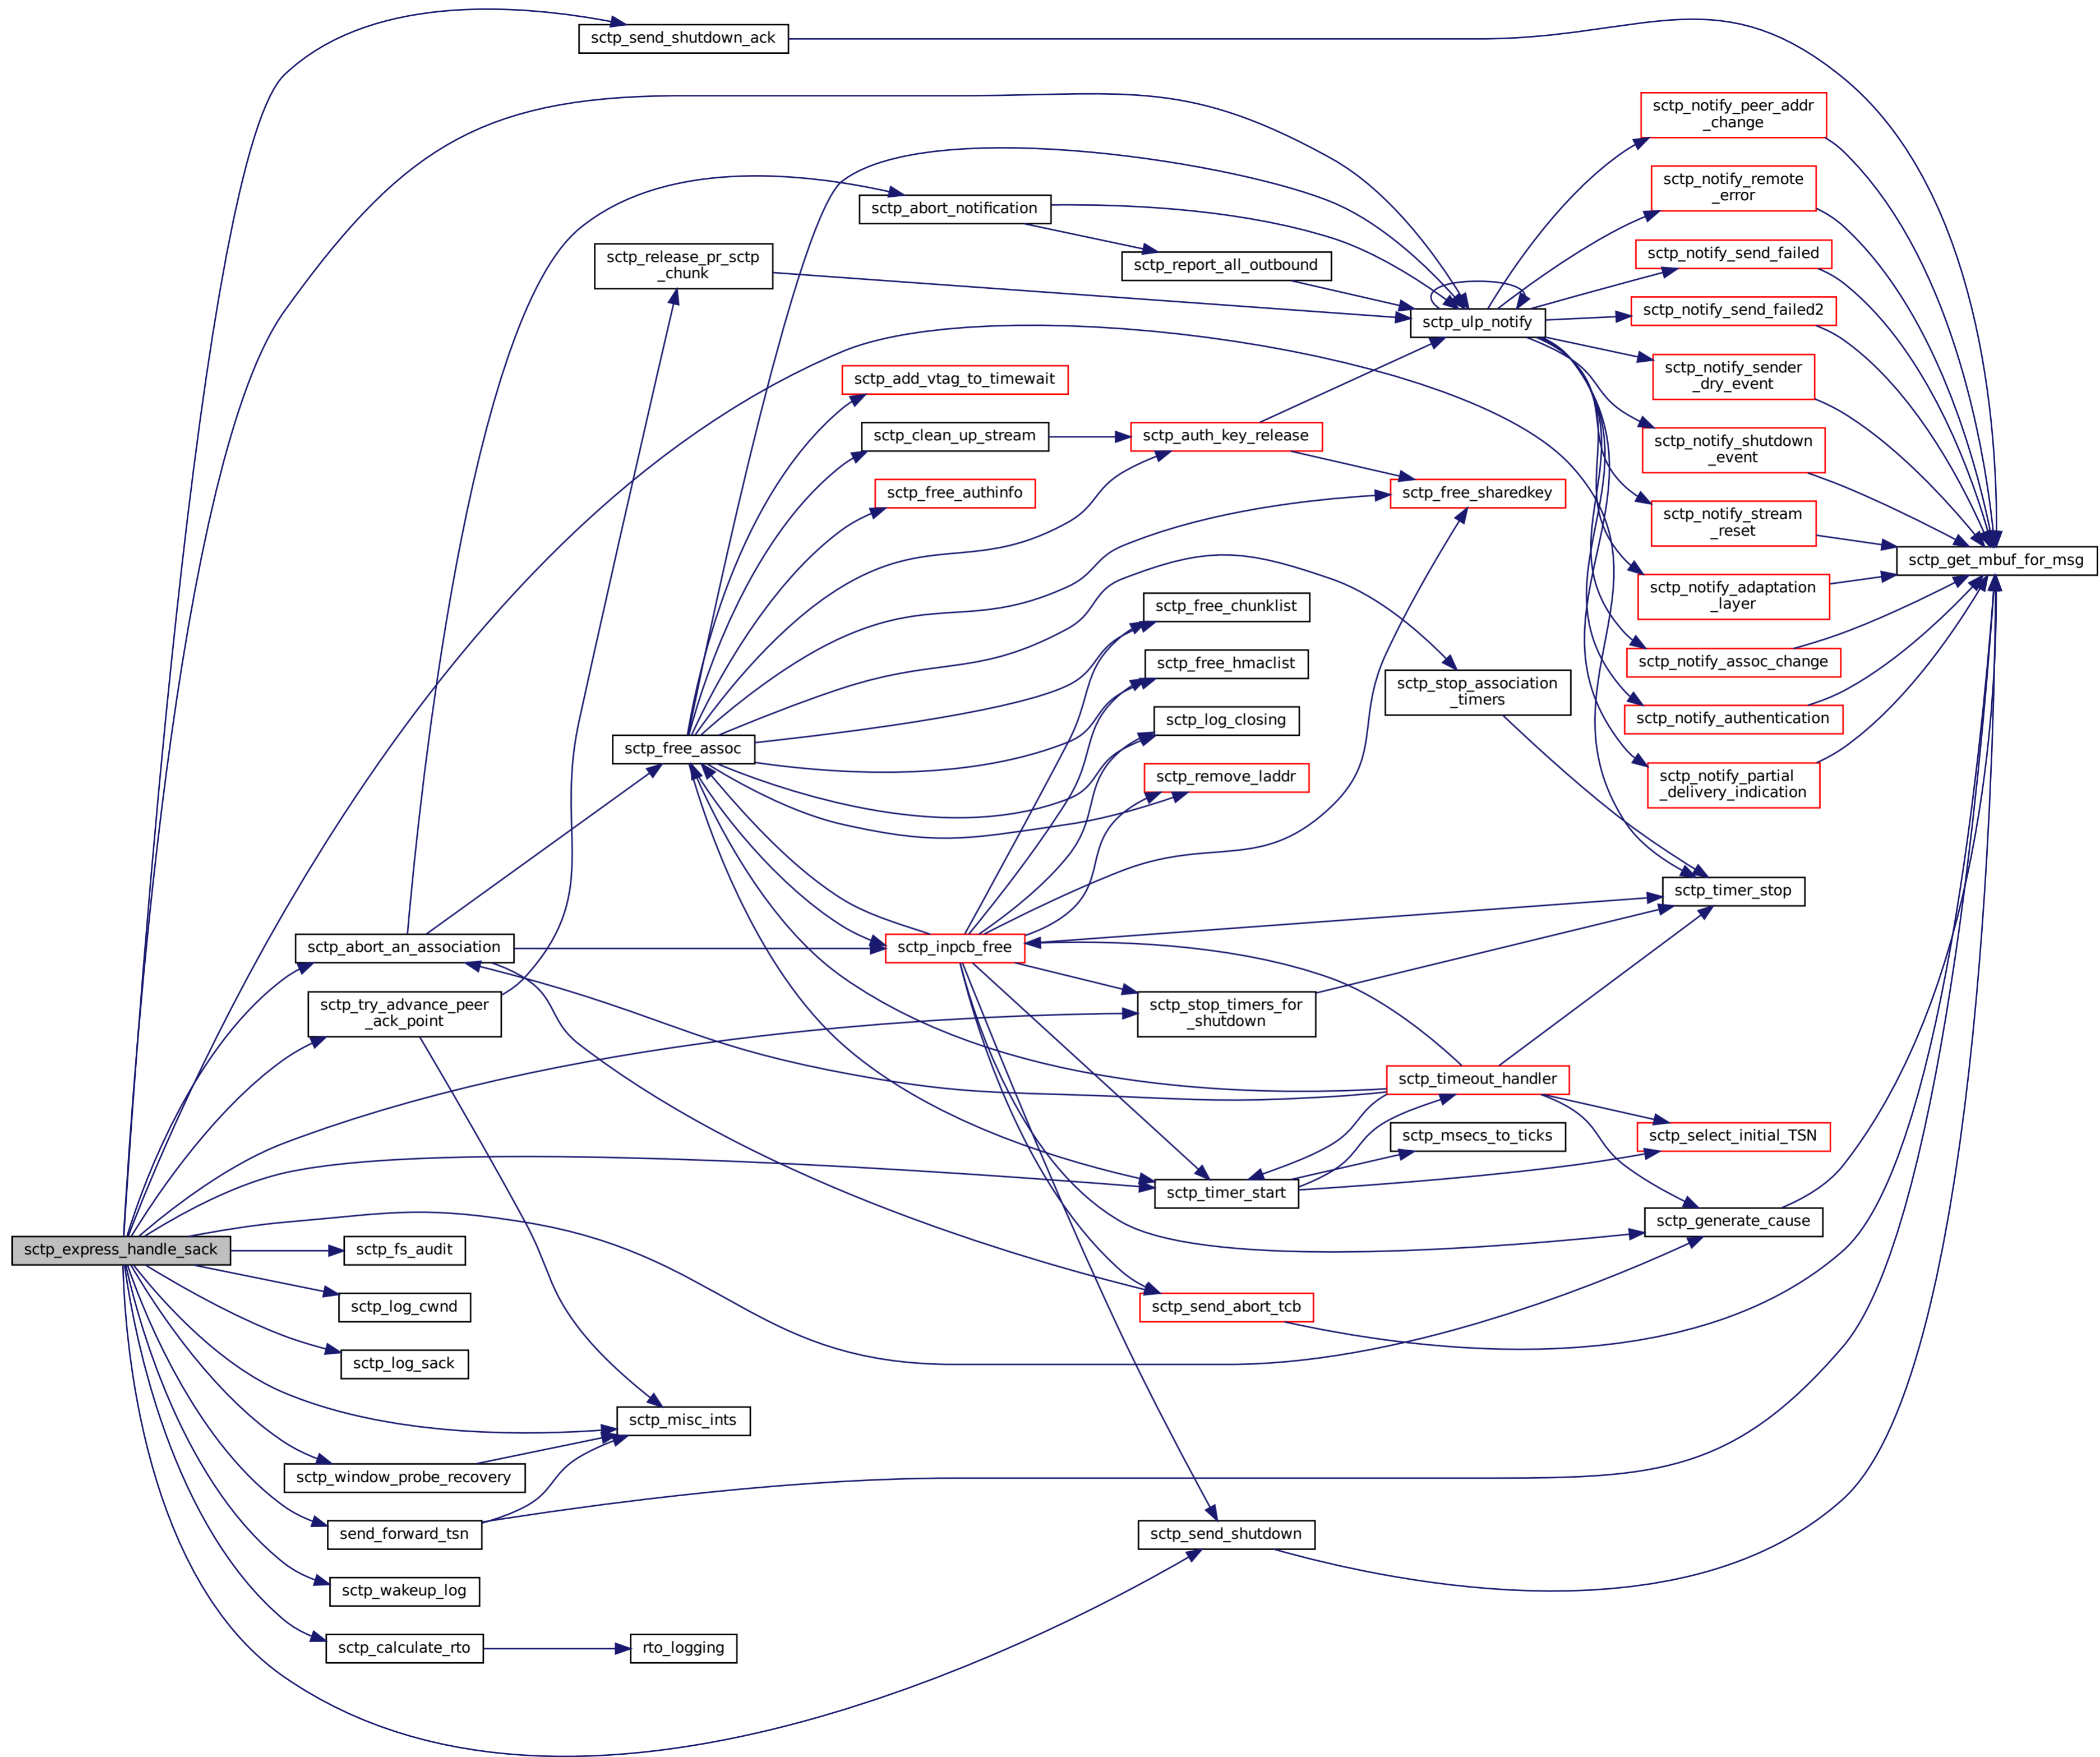 sctp_send_shutdown_ack
sctp_notify_peer_addr
_change
sctp_notify_remote
_error
sctp_abort_notification
sctp_release_pr_sctp
_chunk
sctp_report_all_outbound
sctp_notify_send_failed
sctp_notify_send_failed2
sctp_ulp_notify
sctp_notify_sender
_dry_event
sctp_add_vtag_to_timewait
sctp_clean_up_stream
sctp_auth_key_release
sctp_notify_shutdown
_event
sctp_free_authinfo
sctp_free_sharedkey
sctp_notify_stream
_reset
sctp_get_mbuf_for_msg
sctp_notify_adaptation
_layer
sctp_free_chunklist
sctp_free_hmaclist
sctp_notify_assoc_change
sctp_stop_association
_timers
sctp_log_closing
sctp_notify_authentication
sctp_free_assoc
sctp_remove_laddr
sctp_notify_partial
_delivery_indication
sctp_timer_stop
sctp_abort_an_association
sctp_inpcb_free
sctp_try_advance_peer
_ack_point
sctp_stop_timers_for
_shutdown
sctp_timeout_handler
sctp_msecs_to_ticks
sctp_select_initial_TSN
sctp_timer_start
sctp_generate_cause
sctp_express_handle_sack
sctp_fs_audit
sctp_log_cwnd
sctp_send_abort_tcb
sctp_log_sack
sctp_misc_ints
sctp_window_probe_recovery
send_forward_tsn
sctp_send_shutdown
sctp_wakeup_log
sctp_calculate_rto
rto_logging